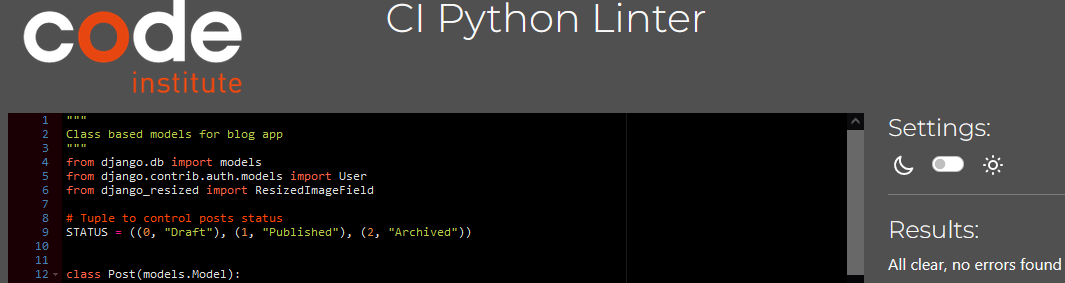 code
institute
CI Python Linter
1 """
2 Class based models for blog app
3 """
4 from django.db import models
5 from django.contrib.auth.models import User
6 from django_resized import ResizedImageField
7
8 # Tuple to control posts status
9 STATUS = ((0, "Draft"), (1, "Published"), (2, "Archived"))
10
11
12 class Post(models.Model):
Settings:
Results:
All clear, no errors found